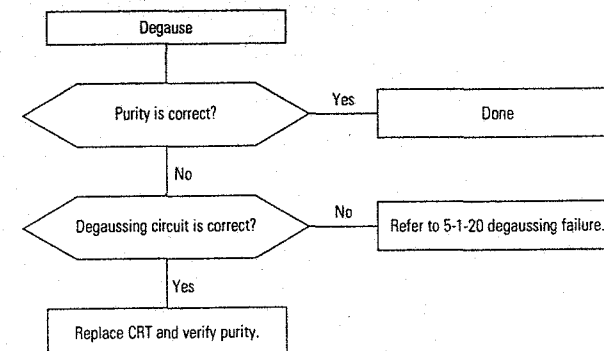 Degause
Purity is correct?
Yes
Done
No
Degaussing circuit is correct?
No
Refer to 5-1-20 degaussing failure.
Yes
Replace CRT and verify purity.